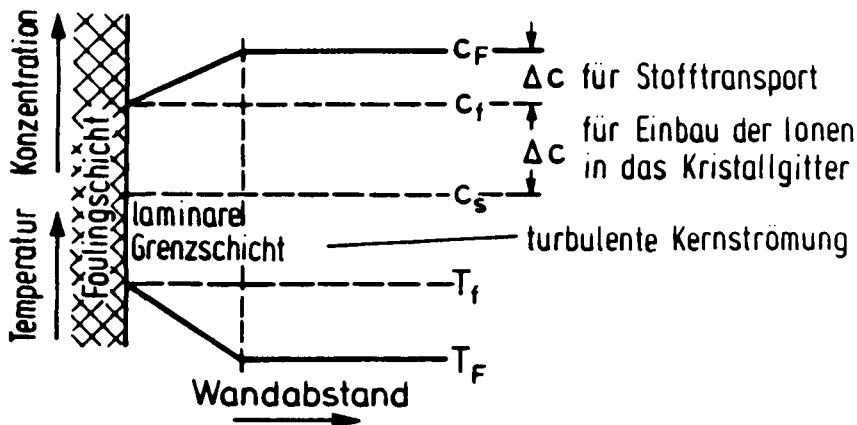 Konzentration
Temperatur
Foulingschicht
c_F
Δc für Stofftransport
c_f
für Einbau der Ionen
Δc
in das Kristallgitter
c_s
laminare
Grenzschicht
turbulente Kernströmung
T_f
T_F
Wandabstand